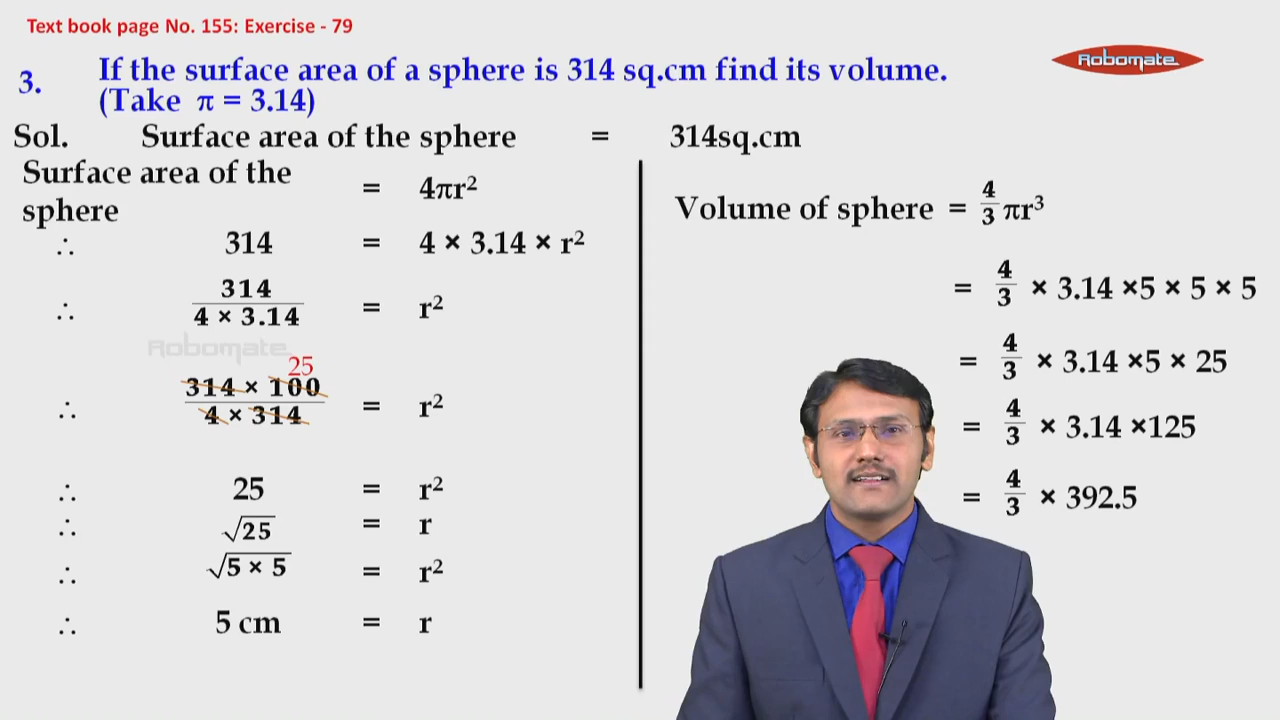 Text book page No. 155: Exercise - 79
Robomate
3. If the surface area of a sphere is 314 sq.cm find its volume.
(Take π = 3.14)
Sol. Surface area of the sphere = 314sq.cm
Surface area of the sphere = 4πr²
∴ 314 = 4 × 3.14 × r²
∴ 314 / 4 × 3.14 = r²
Robomate
25
∴ 314 × 100 / 4 × 314 = r²
∴ 25 = r²
∴ √25 = r
∴ √5 × 5 = r²
∴ 5 cm = r
Volume of sphere = 4/3 πr³
= 4/3 × 3.14 ×5 × 5 × 5
= 4/3 × 3.14 ×5 × 25
= 4/3 × 3.14 ×125
= 4/3 × 392.5